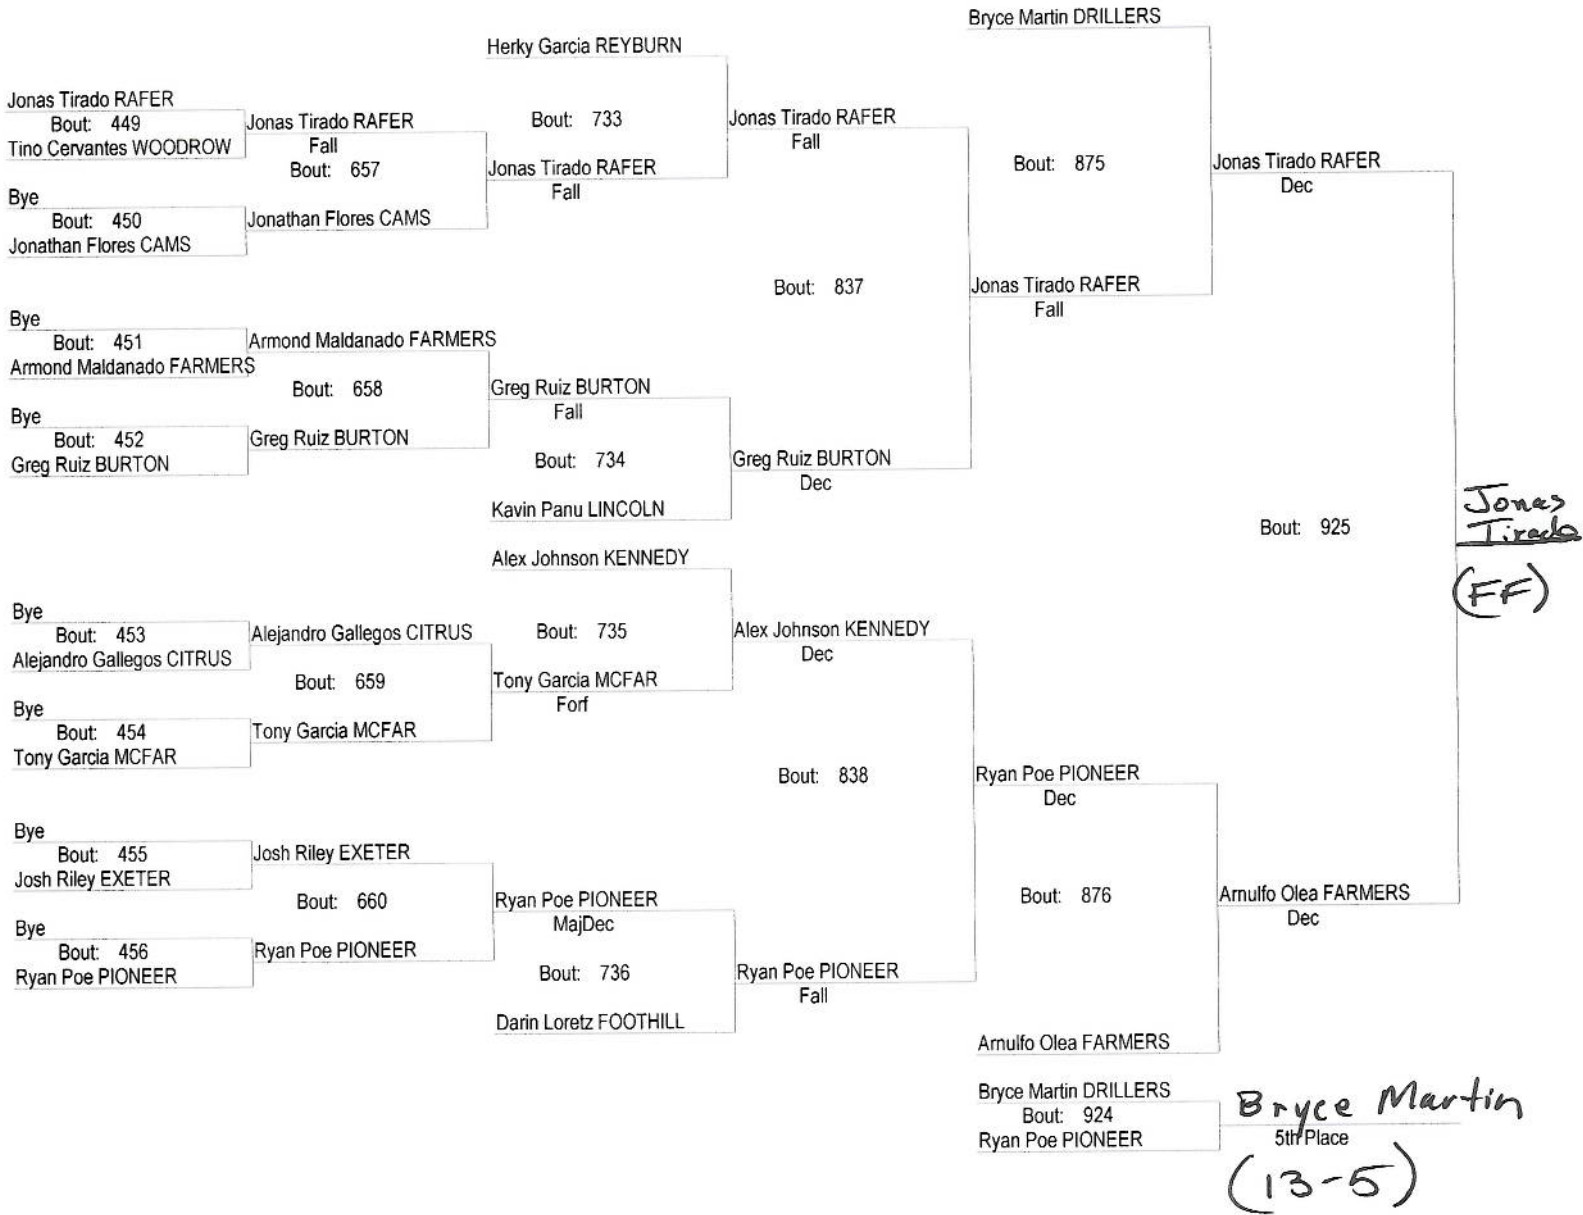 Bryce Martin DRILLERS
Herky Garcia REYBURN
Jonas Tirado RAFER
Bout: 449
Tino Cervantes WOODROW
Jonas Tirado RAFER
Fall
Bout: 657
Bye
Bout: 450
Jonathan Flores CAMS
Jonathan Flores CAMS
Bout: 733
Jonas Tirado RAFER
Fall
Jonas Tirado RAFER
Fall
Bout: 875
Jonas Tirado RAFER
Dec
Bout: 837
Jonas Tirado RAFER
Fall
Bye
Bout: 451
Armond Maldanado FARMERS
Armond Maldanado FARMERS
Bout: 658
Bye
Bout: 452
Greg Ruiz BURTON
Greg Ruiz BURTON
Greg Ruiz BURTON
Fall
Bout: 734
Kavin Panu LINCOLN
Greg Ruiz BURTON
Dec
Bout: 925
Jonas
Tirado
(FF)
Alex Johnson KENNEDY
Bye
Bout: 453
Alejandro Gallegos CITRUS
Alejandro Gallegos CITRUS
Bout: 659
Bye
Bout: 454
Tony Garcia MCFAR
Tony Garcia MCFAR
Bout: 735
Tony Garcia MCFAR
Forf
Alex Johnson KENNEDY
Dec
Bout: 838
Ryan Poe PIONEER
Dec
Bye
Bout: 455
Josh Riley EXETER
Josh Riley EXETER
Bout: 660
Bye
Bout: 456
Ryan Poe PIONEER
Ryan Poe PIONEER
Ryan Poe PIONEER
MajDec
Bout: 736
Darin Loretz FOOTHILL
Ryan Poe PIONEER
Fall
Bout: 876
Arnulfo Olea FARMERS
Dec
Arnulfo Olea FARMERS
Bryce Martin DRILLERS
Bout: 924
Ryan Poe PIONEER
Bryce Martin
5th Place
(13-5)